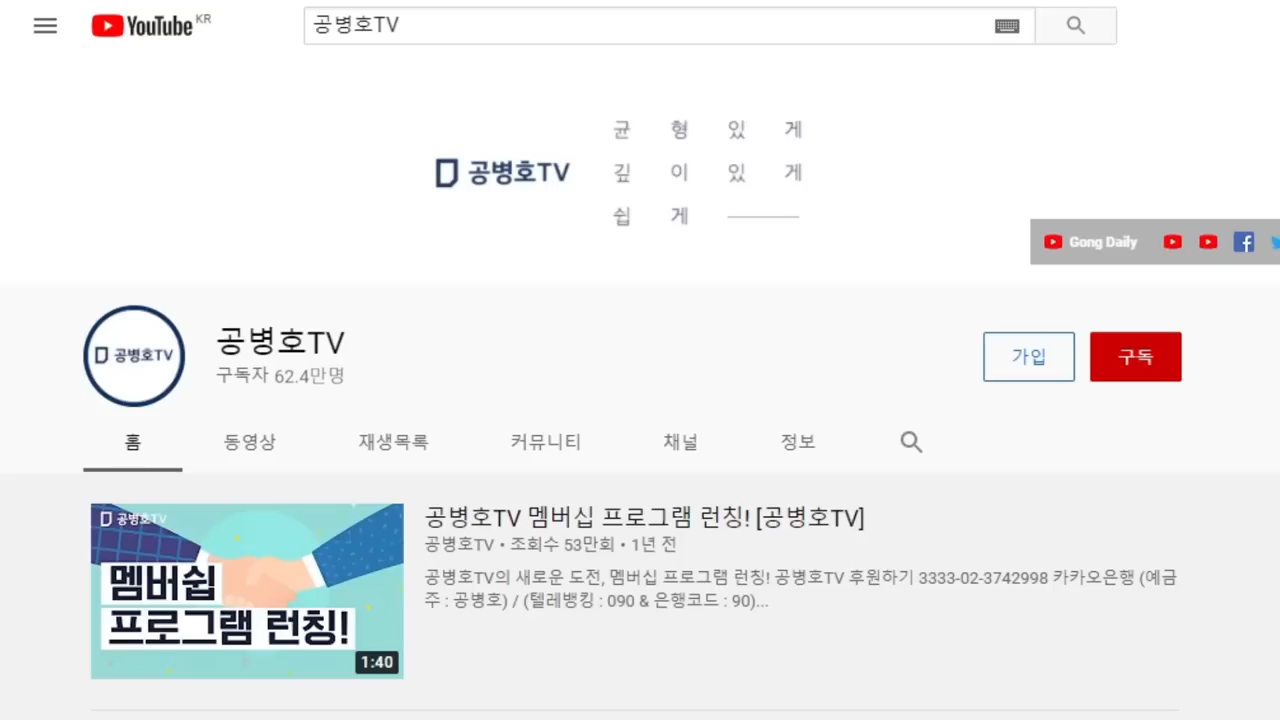 YouTube KR
공병호TV
균 형 있 게
공병호TV
깊 이 있 게
쉽 게
Gong Daily
공병호TV
공병호TV
구독자 62.4만명
가입
구독
홈 동영상 재생목록 커뮤니티 채널 정보
공병호TV
멤버쉽
프로그램 런칭!
1:40
공병호TV 멤버십 프로그램 런칭! [공병호TV]
공병호TV • 조회수 53만회 • 1년 전
공병호TV의 새로운 도전, 멤버십 프로그램 런칭! 공병호TV 후원하기 3333-02-3742998 카카오은행 (예금
주 : 공병호) / (텔레뱅킹 : 090 & 은행코드 : 90)...